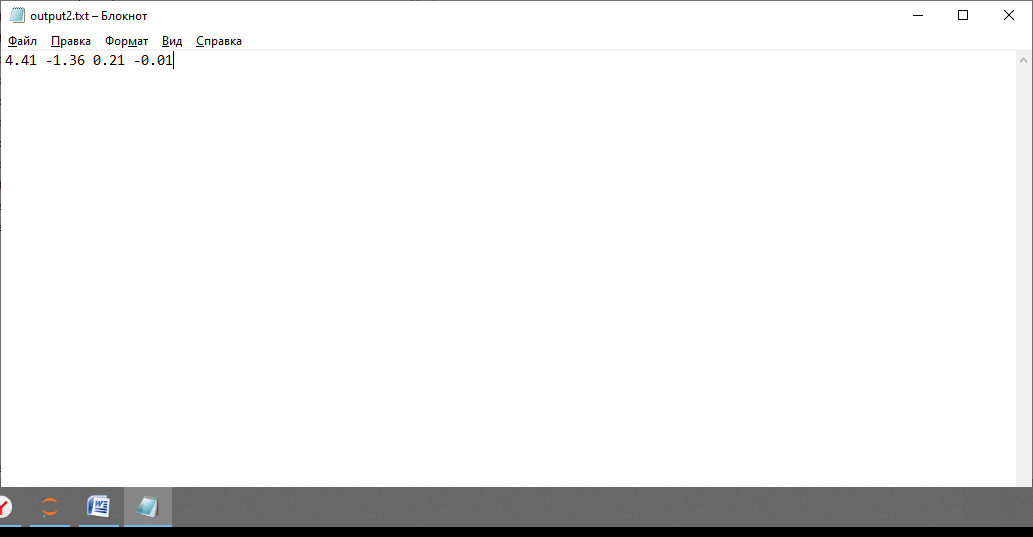 output2.txt – Блокнот
Файл Правка Формат Вид Справка
4.41 -1.36 0.21 -0.01